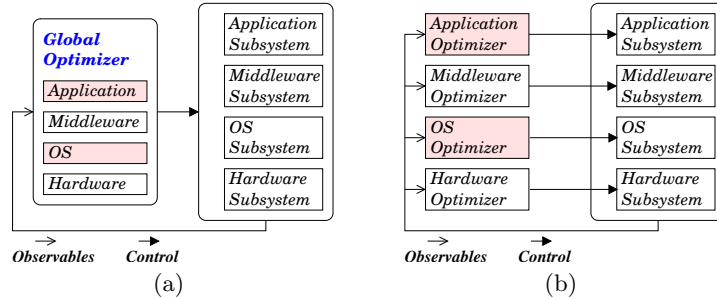 Global
Optimizer
Application
Middleware
OS
Hardware
Application
Subsystem
Middleware
Subsystem
OS
Subsystem
Hardware
Subsystem
Observables
Control
(a)
Application
Optimizer
Middleware
Optimizer
OS
Optimizer
Hardware
Optimizer
Application
Subsystem
Middleware
Subsystem
OS
Subsystem
Hardware
Subsystem
Observables
Control
(b)